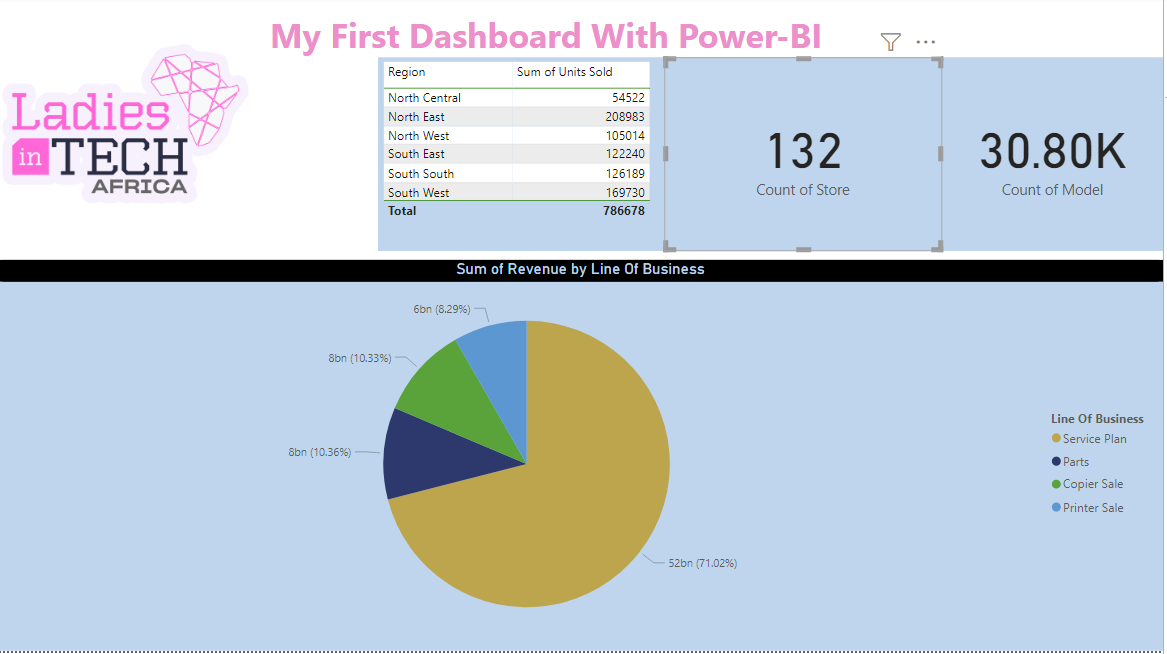 My First Dashboard With Power-BI
Ladies
in TECH
AFRICA
Region Sum of Units Sold
North Central 54522
North East 208983
North West 105014
South East 122240
South South 126189
South West 169730
Total 786678
132
Count of Store
30.80K
Count of Model
Sum of Revenue by Line Of Business
6bn (8.29%)
8bn (10.33%)
8bn (10.36%)
52bn (71.02%)
Line Of Business
Service Plan
Parts
Copier Sale
Printer Sale